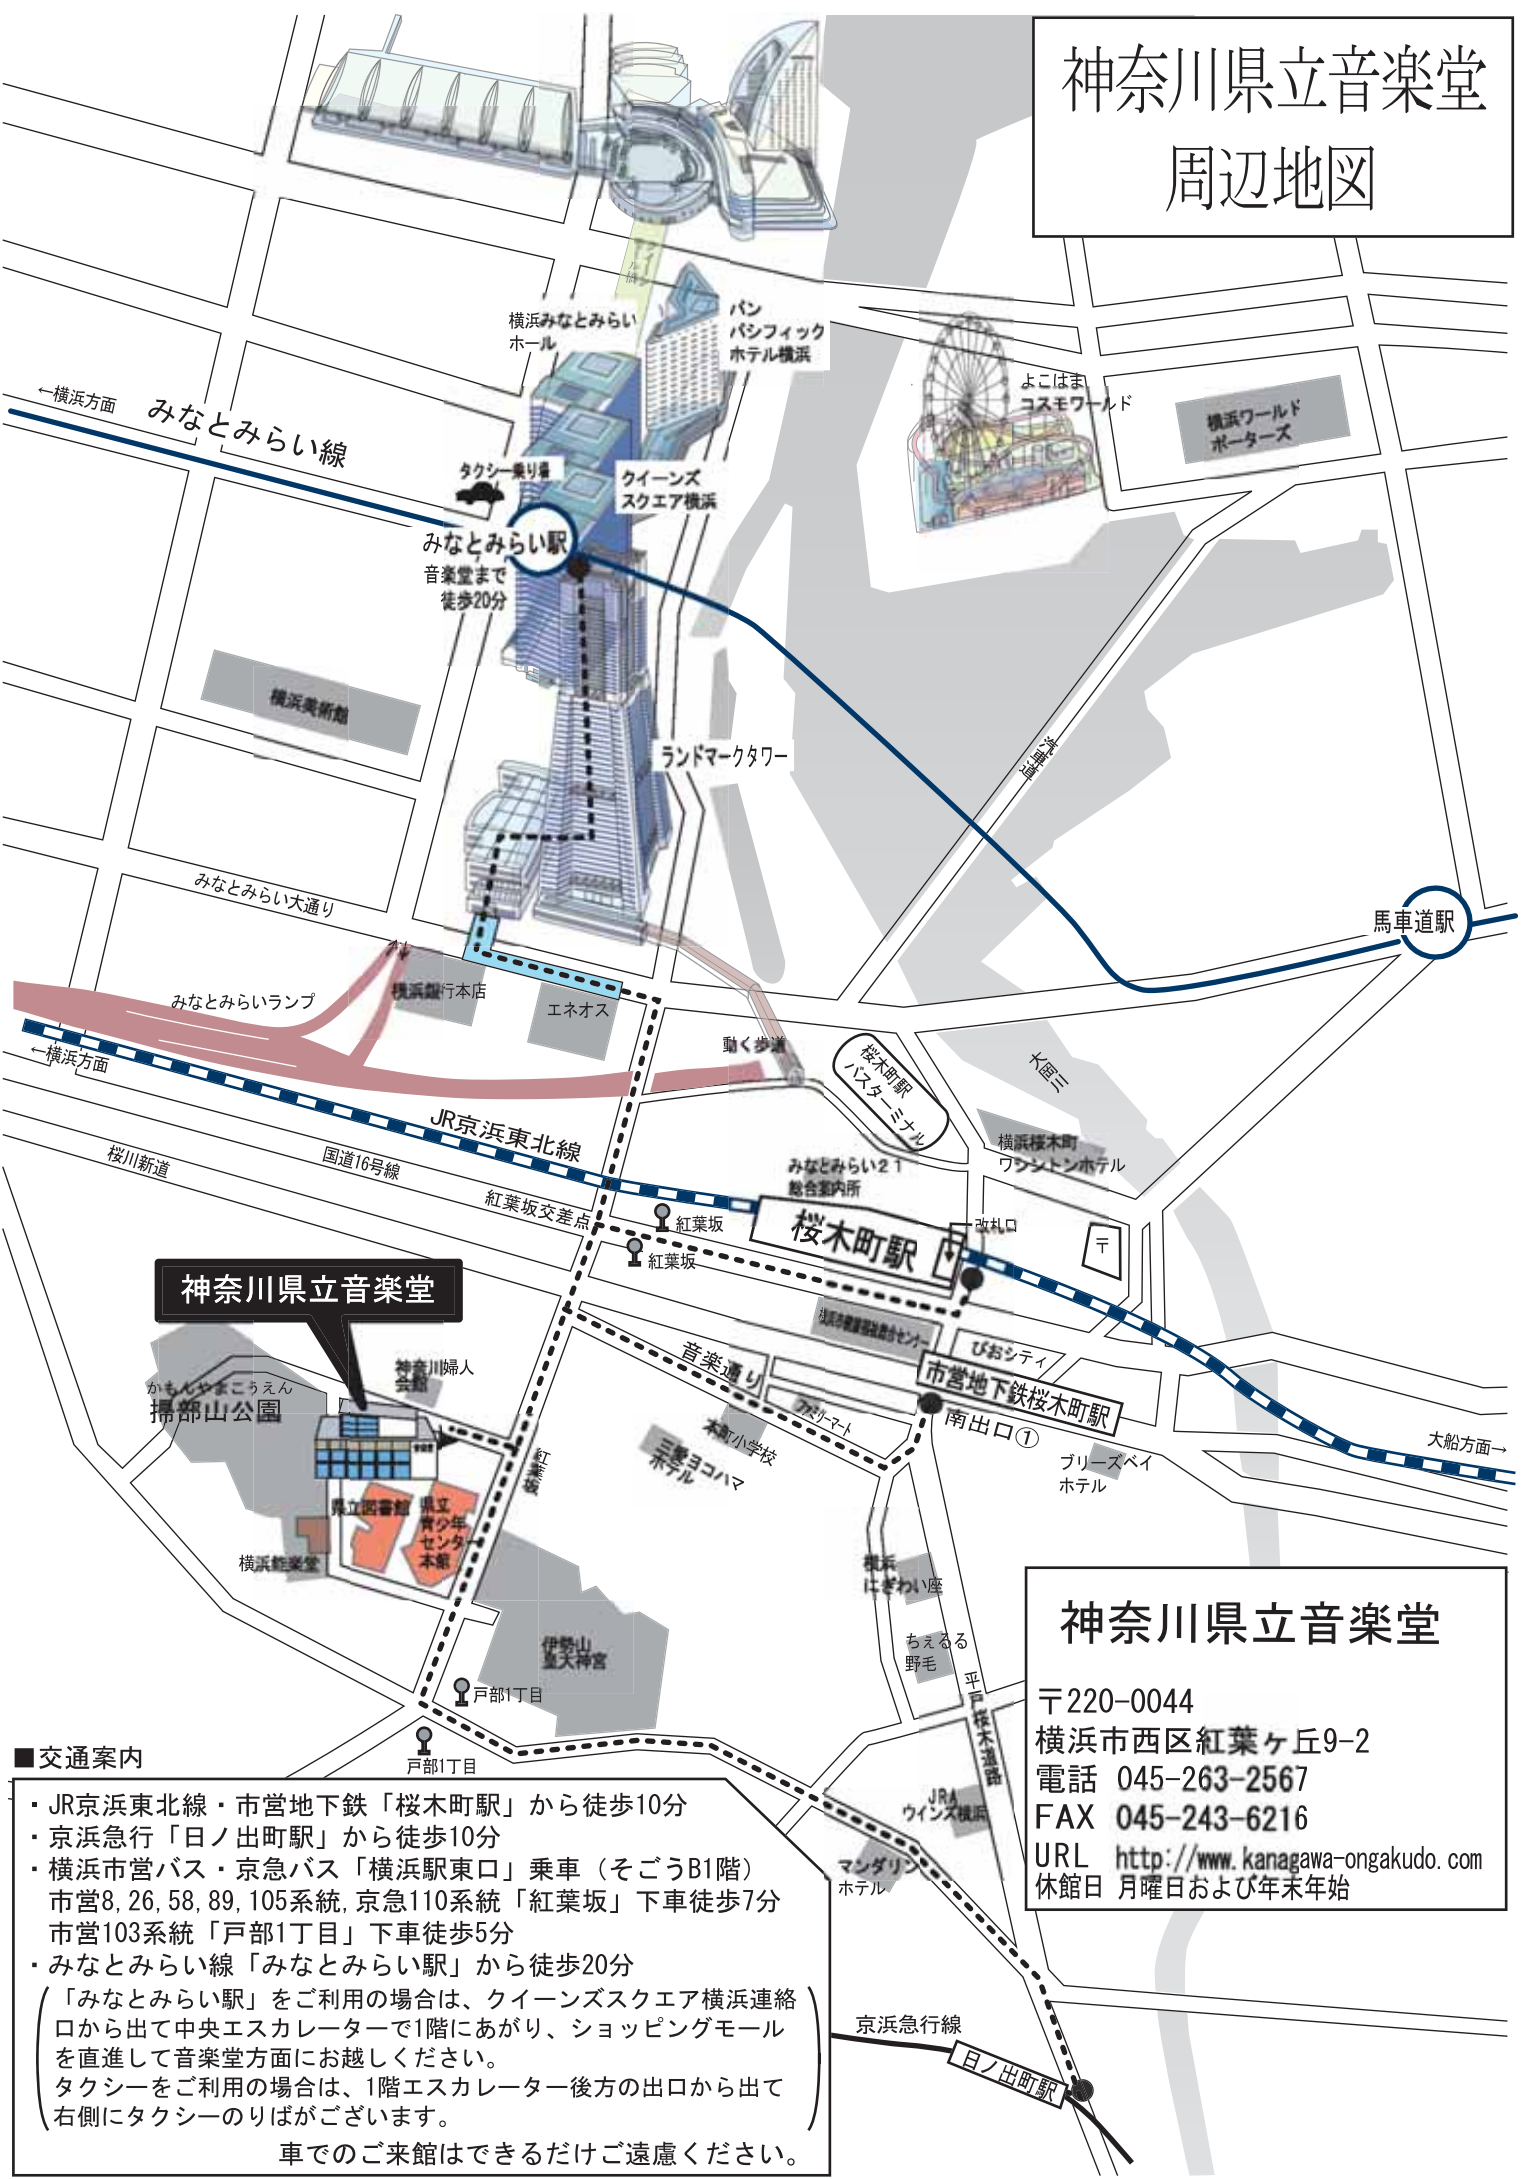 神奈川県立音楽堂
周辺地図
横浜みなとみらい
ホール
パン
パシフィック
ホテル横浜
よこはま
コスモワールド
横浜ワールド
ポーターズ
←横浜方面
みなとみらい線
タクシー乗り場
クイーンズ
スクエア横浜
みなとみらい駅
音楽堂まで
徒歩20分
横浜美術館
ランドマークタワー
汽車道
みなとみらい大通り
馬車道駅
みなとみらいランプ
横浜銀行本店
エネオス
←横浜方面
動く歩道
桜木町駅
バスターミナル
大岡川
JR京浜東北線
国道16号線
桜川新道
横浜桜木町
ワシントンホテル
みなとみらい21
総合案内所
紅葉坂交差点
紅葉坂
紅葉坂
桜木町駅
改札口
〒
神奈川県立音楽堂
横浜市健康福祉総合センター
ぴおシティ
音楽通り
市営地下鉄桜木町駅
神奈川婦人
会館
かもんやまこうえん
掃部山公園
ファミリーマート
南出口①
本町小学校
三愛ヨコハマ
ホテル
大船方面→
ブリーズベイ
ホテル
紅葉坂
県立図書館
県立
青少年
センター
本館
横浜能楽堂
横浜
にぎわい座
伊勢山
皇大神宮
ちぇるる
野毛
平戸桜木道路
戸部1丁目
戸部1丁目
JRA
ウインズ横浜
マンダリン
ホテル
京浜急行線
日ノ出町駅
神奈川県立音楽堂
〒220-0044
横浜市西区紅葉ヶ丘9-2
電話 045-263-2567
FAX 045-243-6216
URL http://www.kanagawa-ongakudo.com
休館日 月曜日および年末年始
■交通案内
・JR京浜東北線・市営地下鉄「桜木町駅」から徒歩10分
・京浜急行「日ノ出町駅」から徒歩10分
・横浜市営バス・京急バス「横浜駅東口」乗車（そごうB1階）
市営8,26,58,89,105系統,京急110系統「紅葉坂」下車徒歩7分
市営103系統「戸部1丁目」下車徒歩5分
・みなとみらい線「みなとみらい駅」から徒歩20分
「みなとみらい駅」をご利用の場合は、クイーンズスクエア横浜連絡
口から出て中央エスカレーターで1階にあがり、ショッピングモール
を直進して音楽堂方面にお越しください。
タクシーをご利用の場合は、1階エスカレーター後方の出口から出て
右側にタクシーのりばがございます。
車でのご来館はできるだけご遠慮ください。